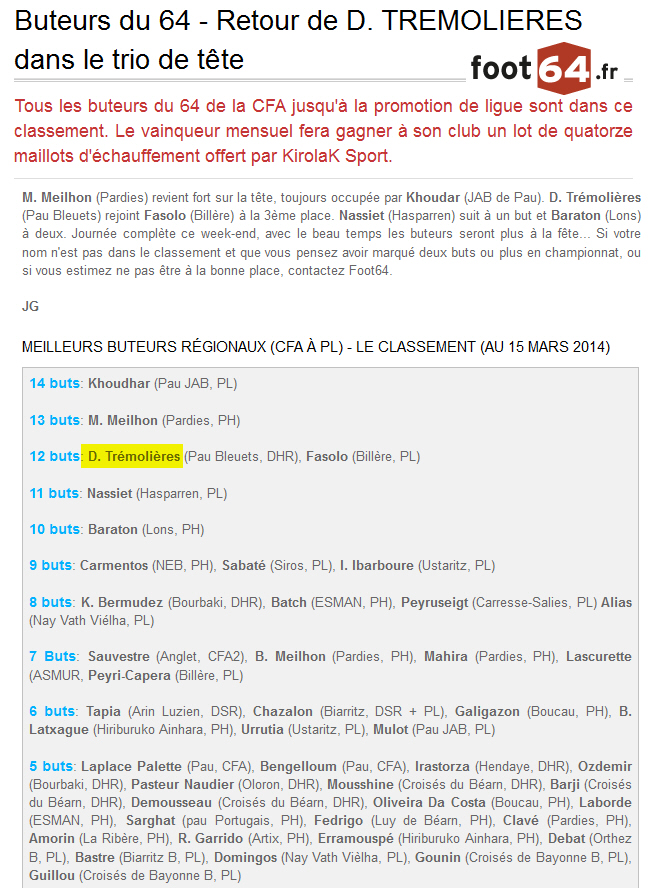 Buteurs du 64 - Retour de D. TREMOLIERES
dans le trio de tête
foot64.fr
Tous les buteurs du 64 de la CFA jusqu'à la promotion de ligue sont dans ce
classement. Le vainqueur mensuel fera gagner à son club un lot de quatorze
maillots d'échauffement offert par KirolaK Sport.
M. Meilhon (Pardies) revient fort sur la tête, toujours occupée par Khoudar (JAB de Pau). D. Trémolières
(Pau Bleuets) rejoint Fasolo (Billère) à la 3ème place. Nassiet (Hasparren) suit à un but et Baraton (Lons)
à deux. Journée complète ce week-end, avec le beau temps les buteurs seront plus à la fête... Si votre
nom n'est pas dans le classement et que vous pensez avoir marqué deux buts ou plus en championnat, ou
si vous estimez ne pas être à la bonne place, contactez Foot64.
JG
MEILLEURS BUTEURS RÉGIONAUX (CFA À PL) - LE CLASSEMENT (AU 15 MARS 2014)
14 buts: Khoudhar (Pau JAB, PL)
13 buts: M. Meilhon (Pardies, PH)
12 buts: D. Trémolières (Pau Bleuets, DHR), Fasolo (Billère, PL)
11 buts: Nassiet (Hasparren, PL)
10 buts: Baraton (Lons, PH)
9 buts: Carmentos (NEB, PH), Sabaté (Siros, PL), I. Ibarboure (Ustaritz, PL)
8 buts: K. Bermudez (Bourbaki, DHR), Batch (ESMAN, PH), Peyruseigt (Carresse-Salies, PL) Alias
(Nay Vath Viélha, PL)
7 Buts: Sauvestre (Anglet, CFA2), B. Meilhon (Pardies, PH), Mahira (Pardies, PH), Lascurette
(ASMUR, Peyri-Capera (Billère, PL)
6 buts: Tapia (Arin Luzien, DSR), Chazalon (Biarritz, DSR + PL), Galigazon (Boucau, PH), B.
Latxague (Hiriburuko Ainhara, PH), Urrutia (Ustaritz, PL), Mulot (Pau JAB, PL)
5 buts: Laplace Palette (Pau, CFA), Bengelloum (Pau, CFA), Irastorza (Hendaye, DHR), Ozdemir
(Bourbaki, DHR), Pasteur Naudier (Oloron, DHR), Mousshine (Croisés du Béarn, DHR), Barji (Croisés
du Béarn, DHR), Demousseau (Croisés du Béarn, DHR), Oliveira Da Costa (Boucau, PH), Laborde
(ESMAN, PH), Sarghat (pau Portugais, PH), Fedrigo (Luy de Béarn, PH), Clavé (Pardies, PH),
Amorin (La Ribère, PH), R. Garrido (Artix, PH), Erramouspé (Hiriburuko Ainhara, PH), Debat (Orthez
B, PL), Bastre (Biarritz B, PL), Domingos (Nay Vath Vièlha, PL), Gounin (Croisés de Bayonne B, PL),
Guillou (Croisés de Bayonne B, PL)